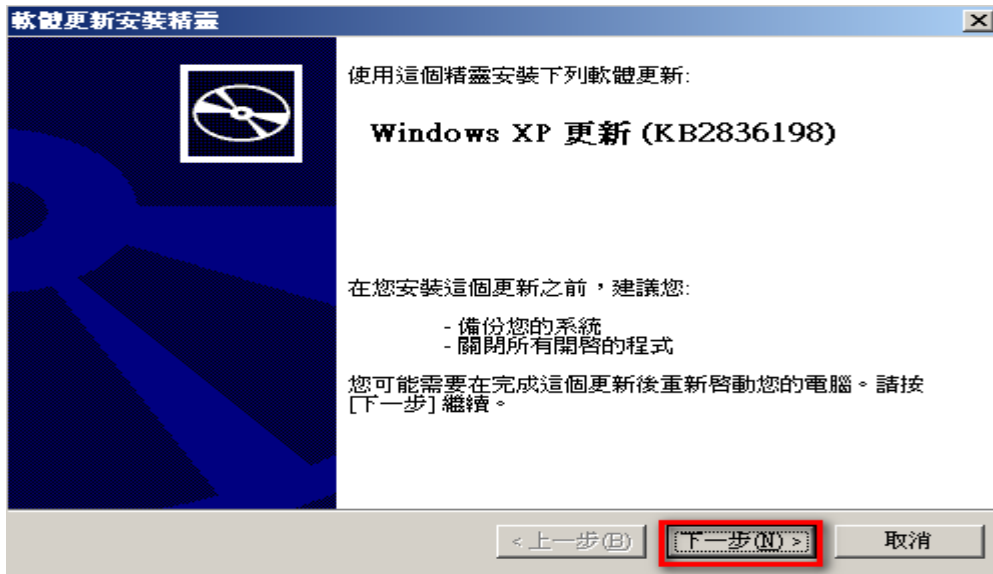 軟體更新安裝精靈
使用這個精靈安裝下列軟體更新:
Windows XP 更新 (KB2836198)
在您安裝這個更新之前，建議您:
- 備份您的系統
- 關閉所有開啓的程式
您可能需要在完成這個更新後重新啓動您的電腦。請按
[下一步] 繼續。
< 上一步(B)
下一步(N) >
取消